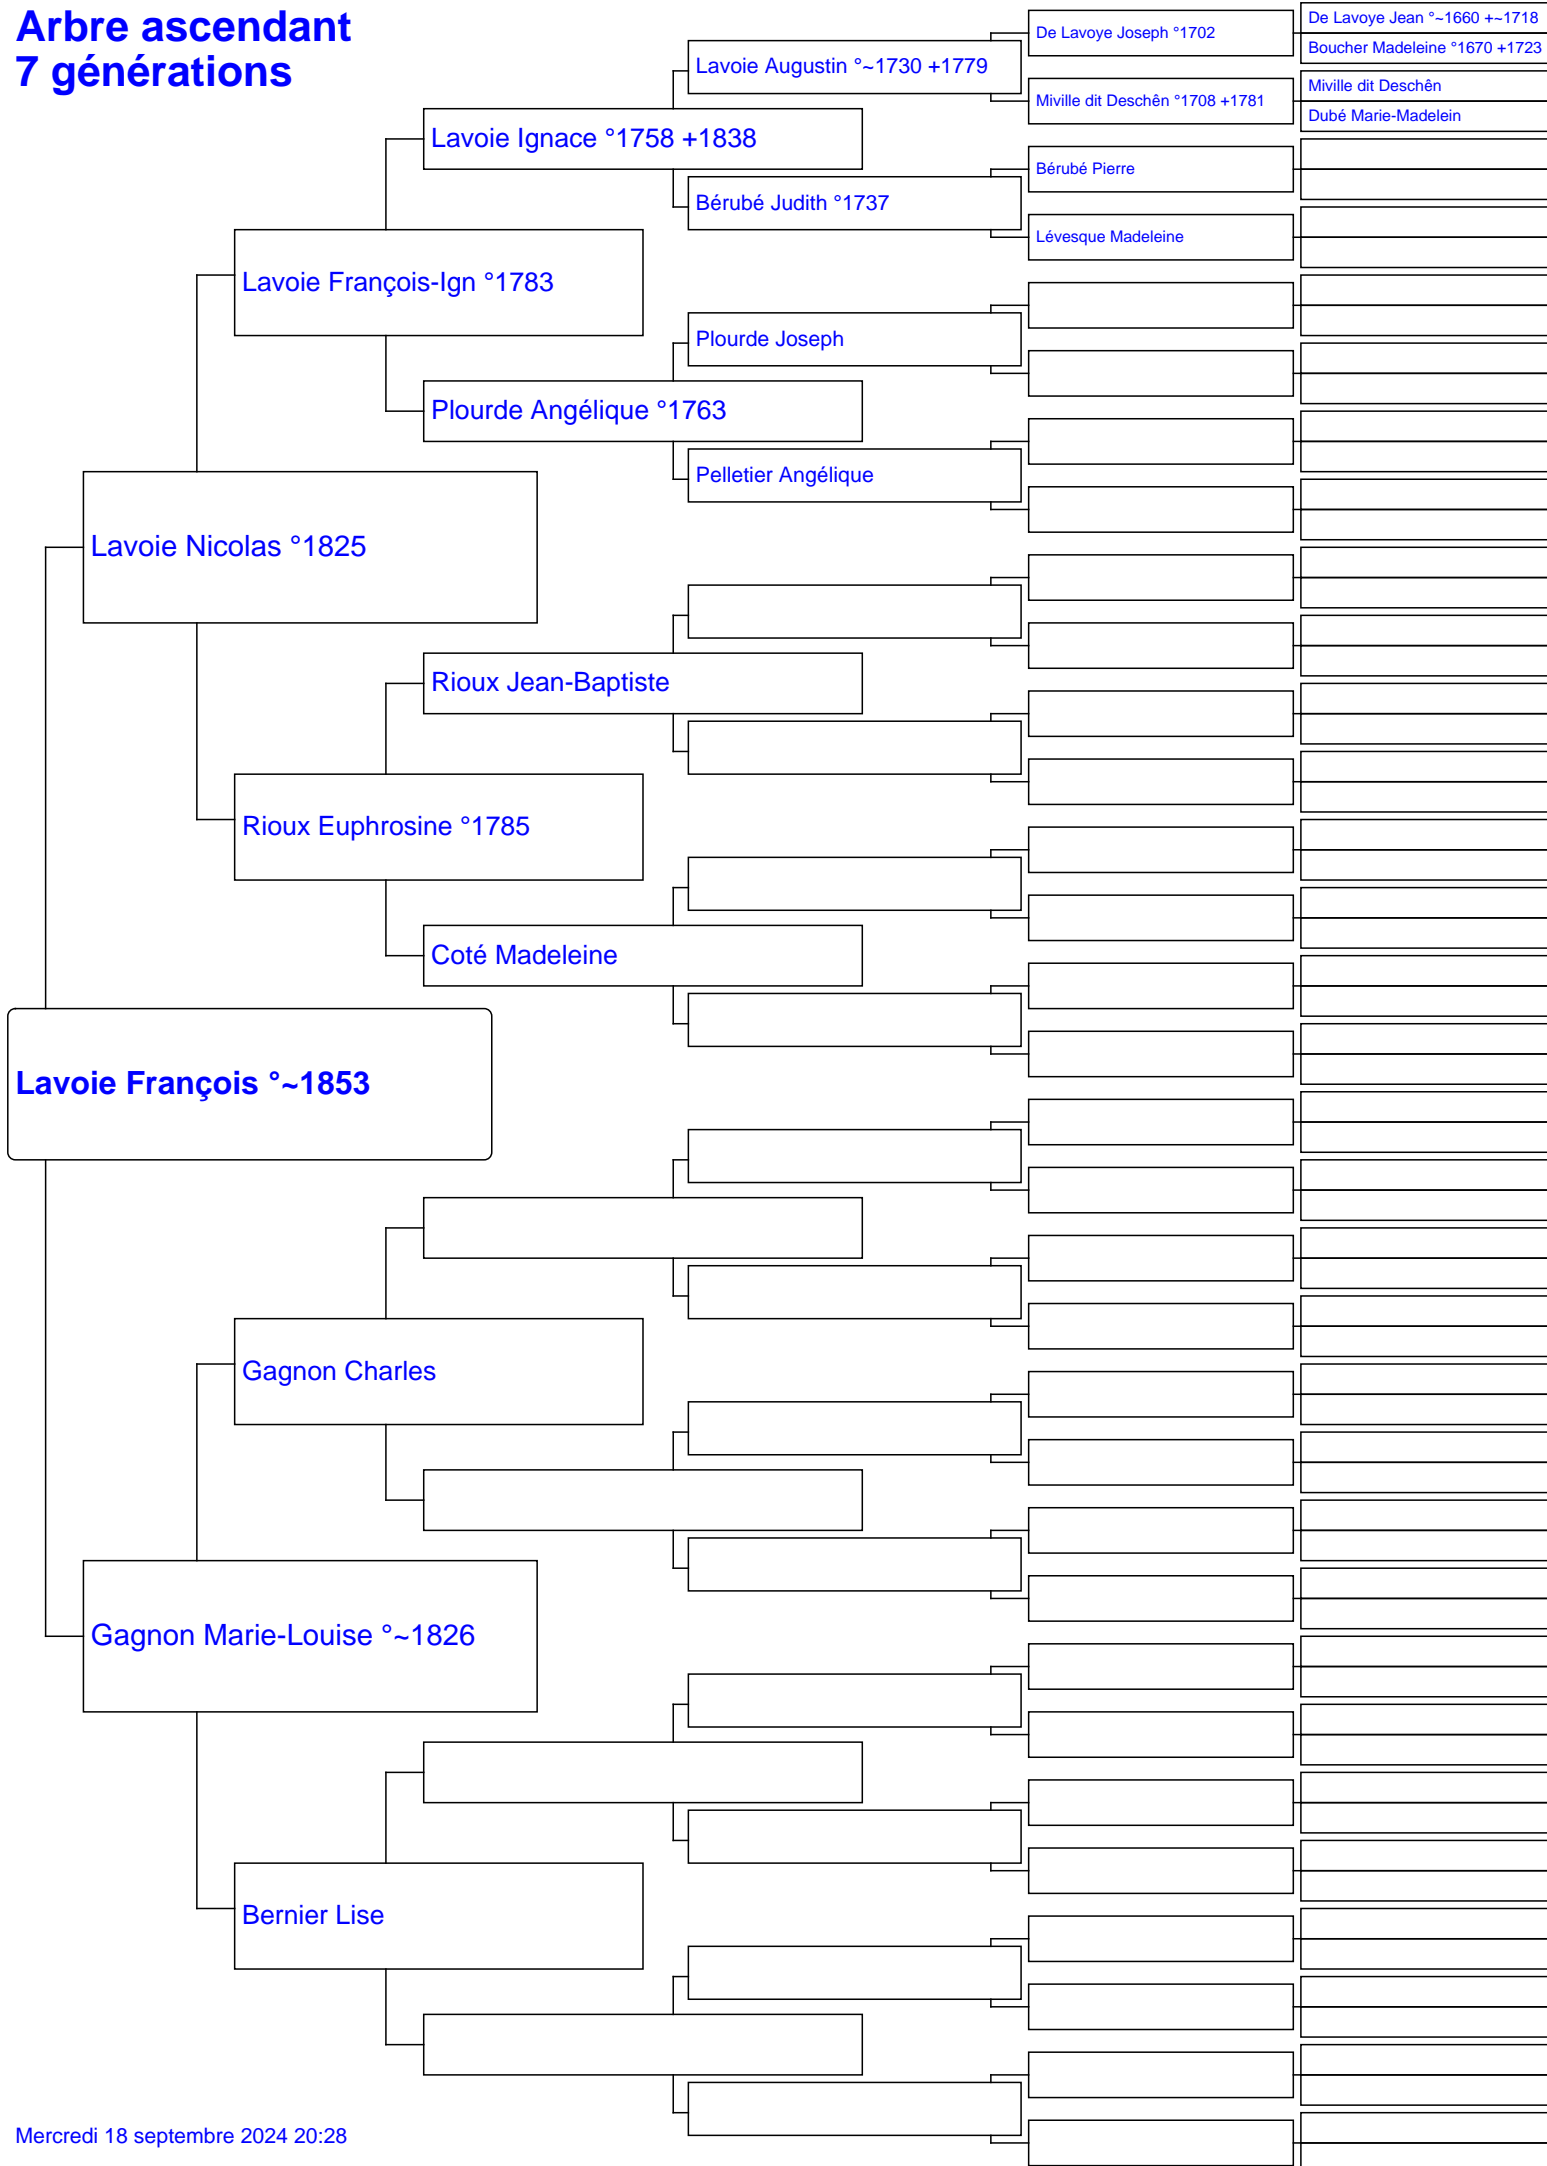 Arbre ascendant
7 générations
De Lavoye Jean °~1660 +~1718
De Lavoye Joseph °1702
Boucher Madeleine °1670 +1723
Lavoie Augustin °~1730 +1779
Miville dit Deschên
Miville dit Deschên °1708 +1781
Dubé Marie-Madelein
Lavoie Ignace °1758 +1838
Bérubé Pierre
Bérubé Judith °1737
Lévesque Madeleine
Lavoie François-Ign °1783
Plourde Joseph
Plourde Angélique °1763
Pelletier Angélique
Lavoie Nicolas °1825
Rioux Jean-Baptiste
Rioux Euphrosine °1785
Coté Madeleine
Lavoie François °~1853
Gagnon Charles
Gagnon Marie-Louise °~1826
Bernier Lise
Mercredi 18 septembre 2024 20:28